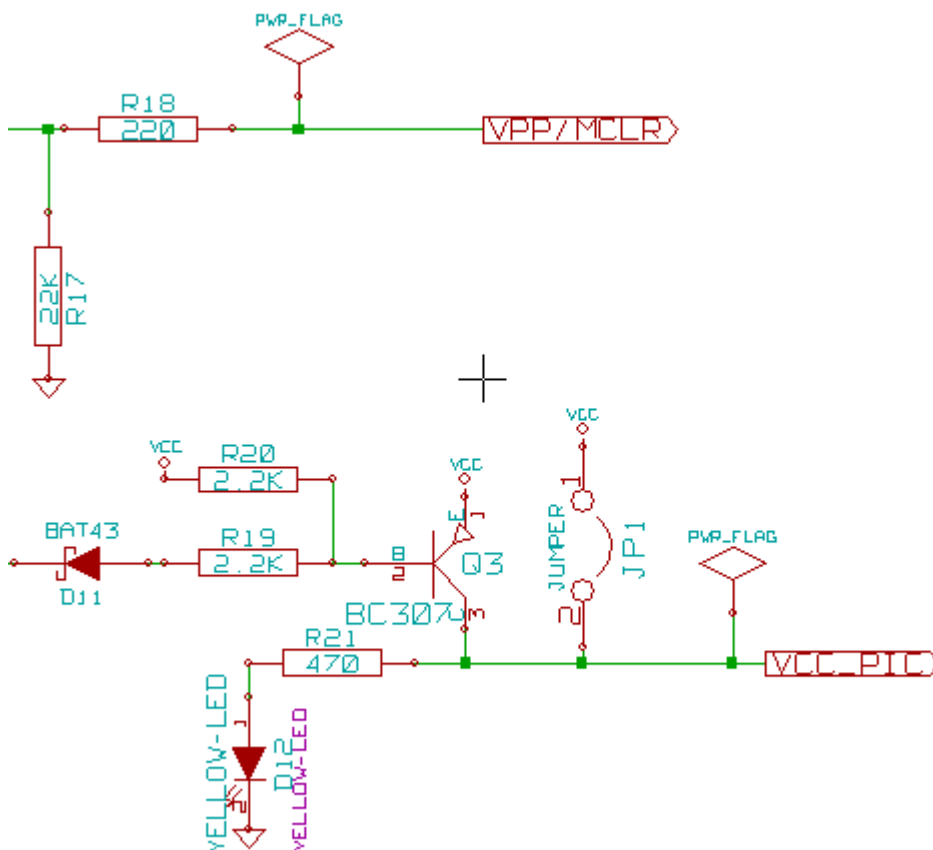 PWR_FLAG
R18
220
VPP/MCLR
22K
R17
VCC
R20
2.2K
VCC
E
1
VCC
1
JUMPER
JP1
2
BAT43
D11
R19
2.2K
B
2
Q3
BC307
C
3
PWR_FLAG
R21
470
VCC_PIC
YELLOW-LED
1
D12
2
YELLOW-LED